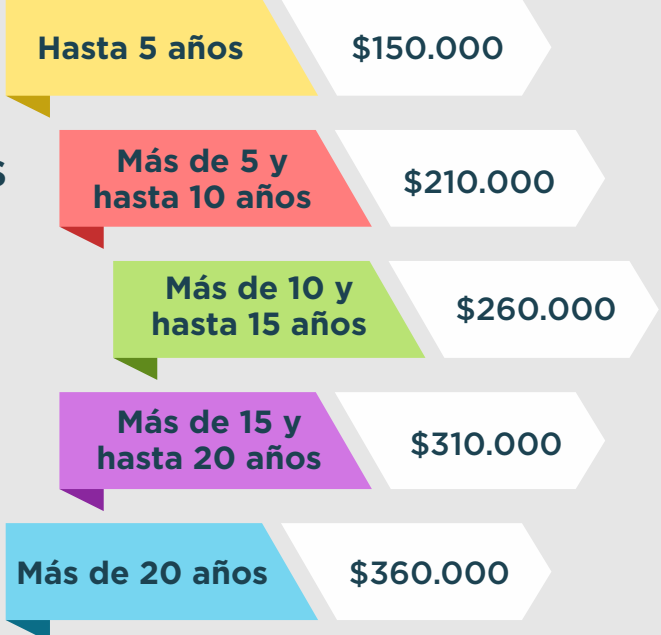 Hasta 5 años $150.000
Más de 5 y
hasta 10 años
$210.000
Más de 10 y
hasta 15 años
$260.000
Más de 15 y
hasta 20 años
$310.000
Más de 20 años $360.000